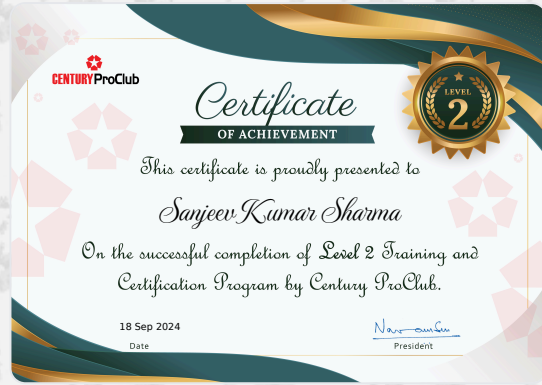 CENTURY ProClub
Certificate
OF ACHIEVEMENT
LEVEL
2
This certificate is proudly presented to
Sanjeev Kumar Sharma
On the successful completion of Level 2 Training and
Certification Program by Century ProClub.
18 Sep 2024
Date
President